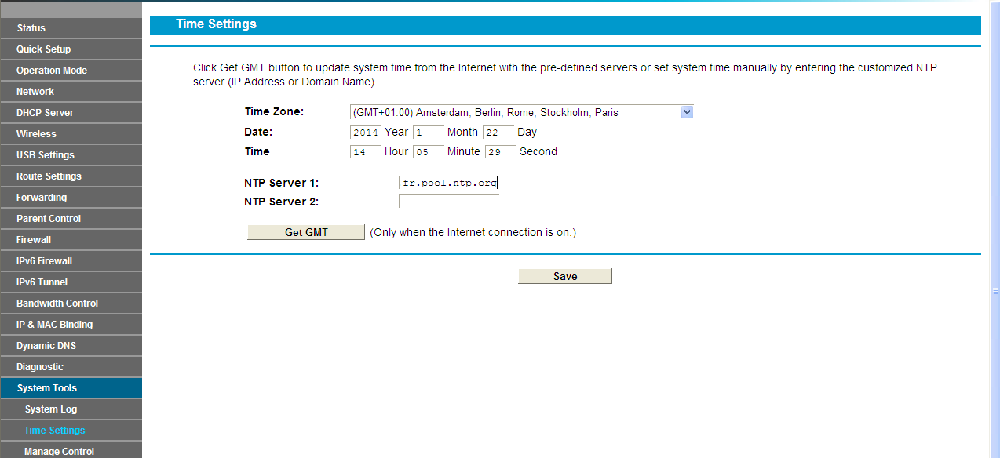 Time Settings
Status
Quick Setup
Operation Mode
Network
DHCP Server
Wireless
USB Settings
Route Settings
Forwarding
Parent Control
Firewall
IPv6 Firewall
IPv6 Tunnel
Bandwidth Control
IP & MAC Binding
Dynamic DNS
Diagnostic
System Tools
System Log
Time Settings
Manage Control
Click Get GMT button to update system time from the Internet with the pre-defined servers or set system time manually by entering the customized NTP
server (IP Address or Domain Name).
Time Zone: (GMT+01:00) Amsterdam, Berlin, Rome, Stockholm, Paris
Date: 2014 Year 1 Month 22 Day
Time 14 Hour 05 Minute 29 Second
NTP Server 1: .fr.pool.ntp.org
NTP Server 2:
Get GMT (Only when the Internet connection is on.)
Save